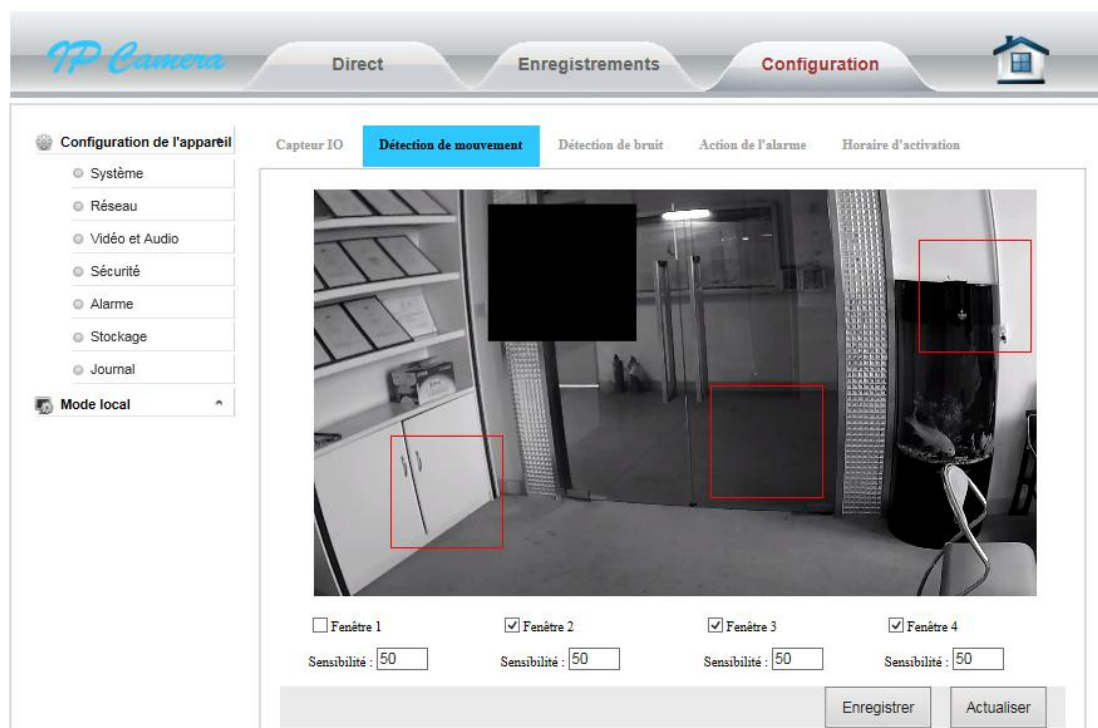 IP Camera
Direct
Enregistrements
Configuration
Configuration de l'appareil
Système
Réseau
Vidéo et Audio
Sécurité
Alarme
Stockage
Journal
Mode local
Capteur IO
Détection de mouvement
Détection de bruit
Action de l'alarme
Horaire d'activation
Fenêtre 1
Fenêtre 2
Fenêtre 3
Fenêtre 4
Sensibilité : 50
Sensibilité : 50
Sensibilité : 50
Sensibilité : 50
Enregistrer
Actualiser